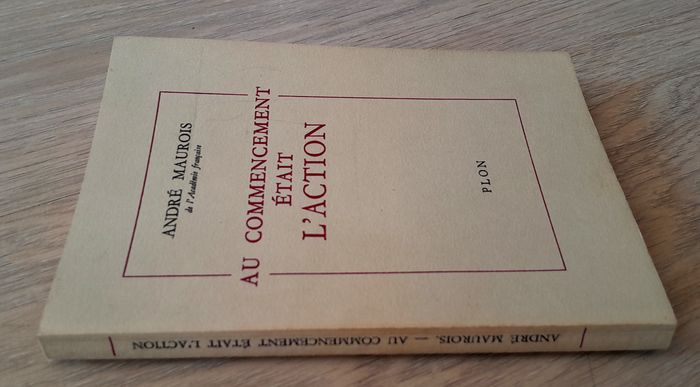 ANDRÉ MAUROIS
de l'Académie française
AU COMMENCEMENT
ÉTAIT
L'ACTION
PLON
ANDRÉ MAUROIS. — AU COMMENCEMENT ÉTAIT L'ACTION